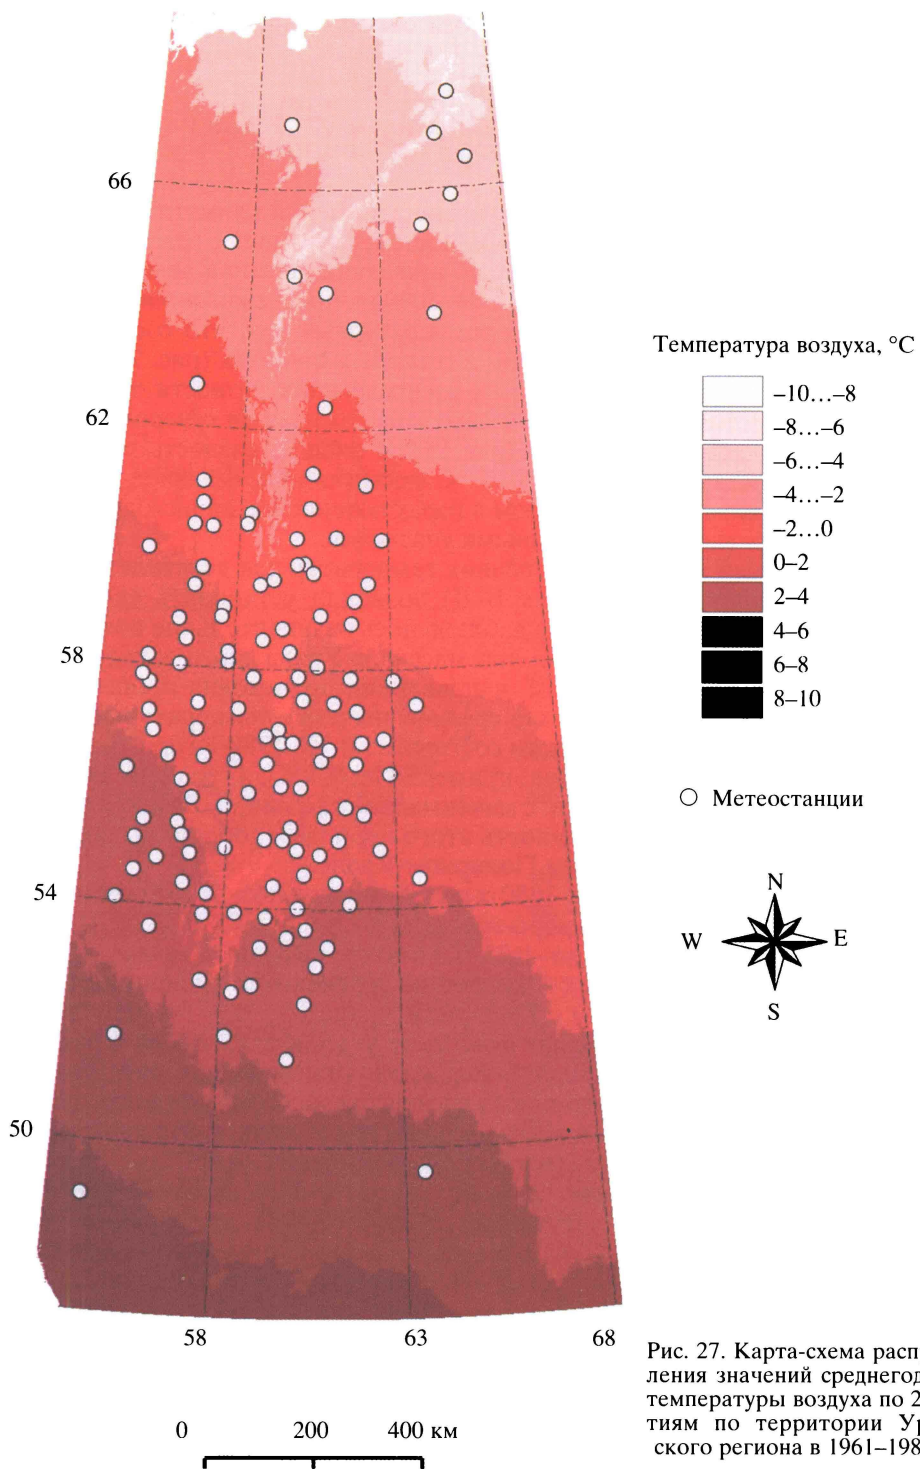 66
62
58
54
50
58
63
68
Температура воздуха, °C
–10…–8
–8…–6
–6…–4
–4…–2
–2…0
0–2
2–4
4–6
6–8
8–10
Метеостанции
N
W
E
S
0
200
400 км
Рис. 27. Карта-схема расп
ления значений среднегод
температуры воздуха по 2
тиям по территории Ур
ского региона в 1961–198